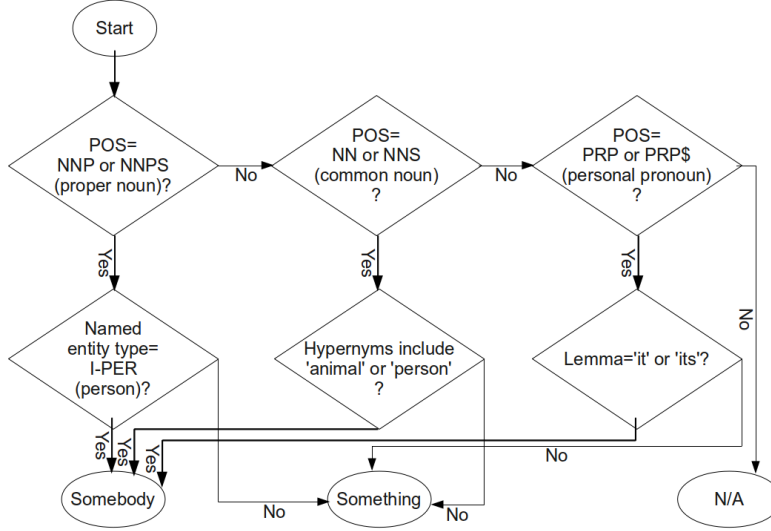 Start
POS=
NNP or NNPS
(proper noun)?
No
POS=
NN or NNS
(common noun)
?
No
POS=
PRP or PRP$
(personal pronoun)
?
Yes
Yes
Yes
No
Named
entity type=
I-PER
(person)?
Hypernyms include
'animal' or 'person'
?
Lemma='it' or 'its'?
Yes
Yes
Yes
No
No
No
Somebody
Something
N/A